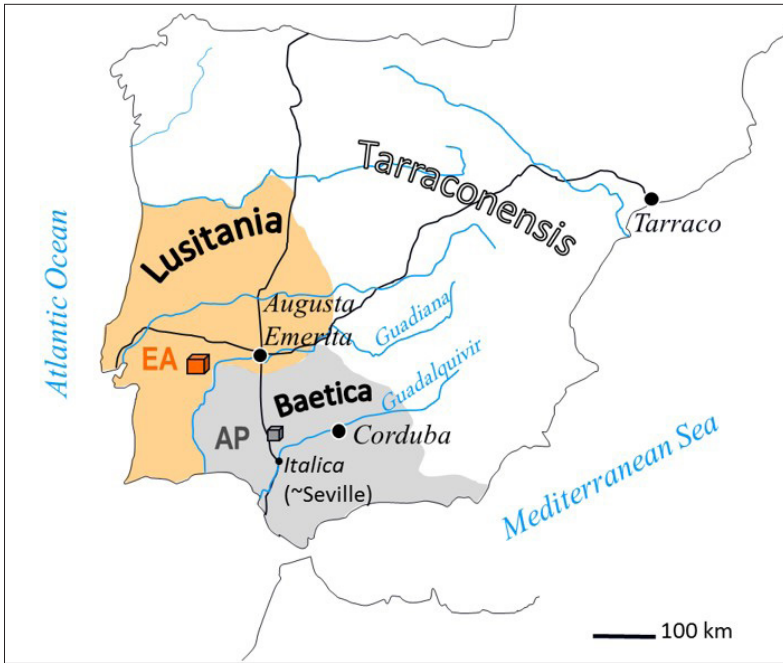 Tarraconensis
Lusitania
Tarraco
Atlantic Ocean
Augusta
Emerita
Guadiana
EA
Guadalquivir
Baetica
AP
Corduba
Italica
(~Seville)
Mediterranean Sea
100 km